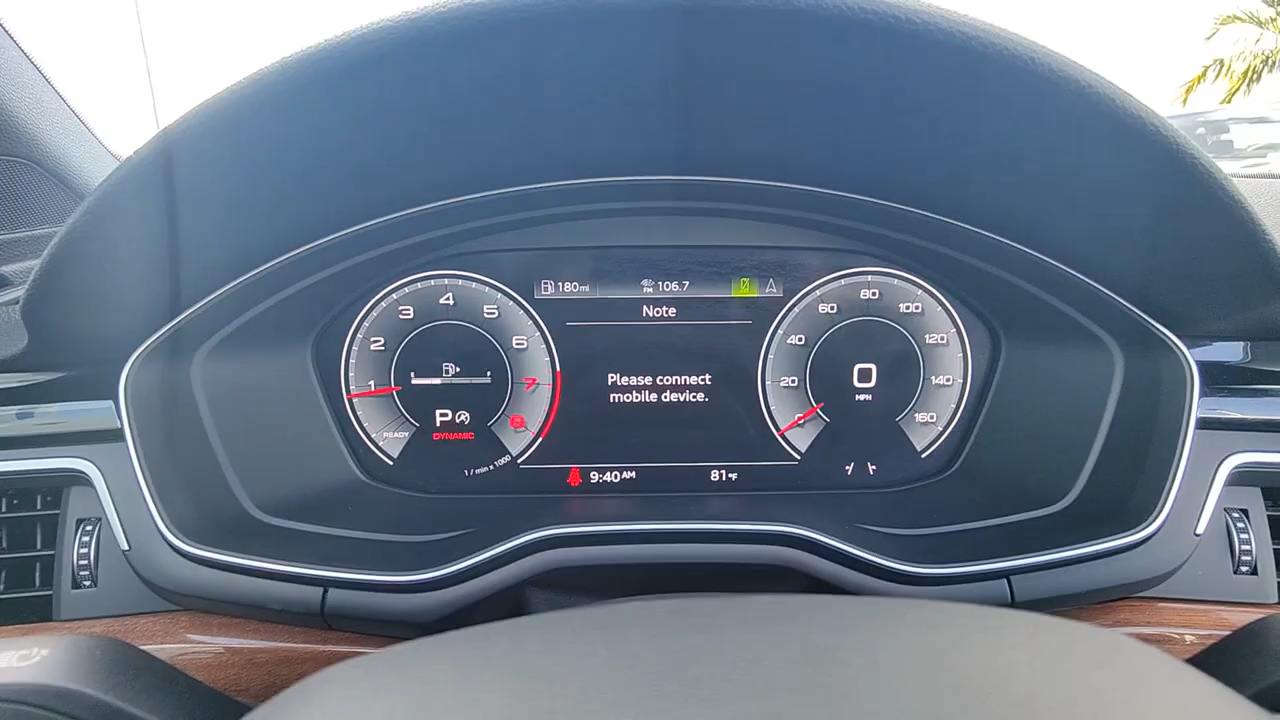 180mi
FM 106.7
Note
Please connect
mobile device.
9:40AM
81°F
1
2
3
4
5
6
7
8
READY
P
DYNAMIC
1 / min x 1000
0
20
40
60
80
100
120
140
160
0
MPH